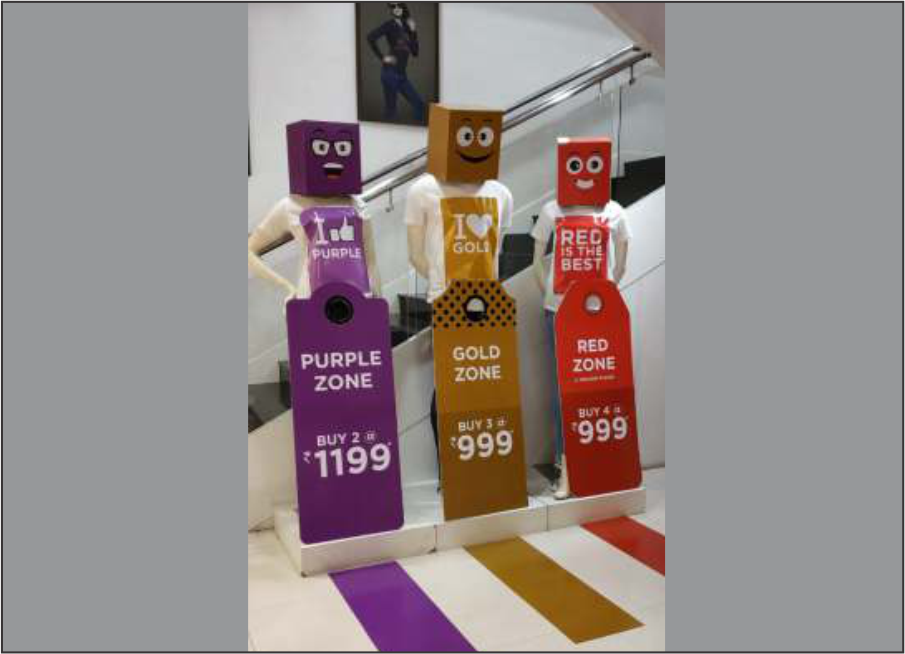 I
PURPLE
PURPLE
ZONE
BUY 2 @
₹1199*
I
GOLD
GOLD
ZONE
BUY 3 @
₹999*
RED
IS THE
BEST
RED
ZONE
BUY 4 @
₹999*